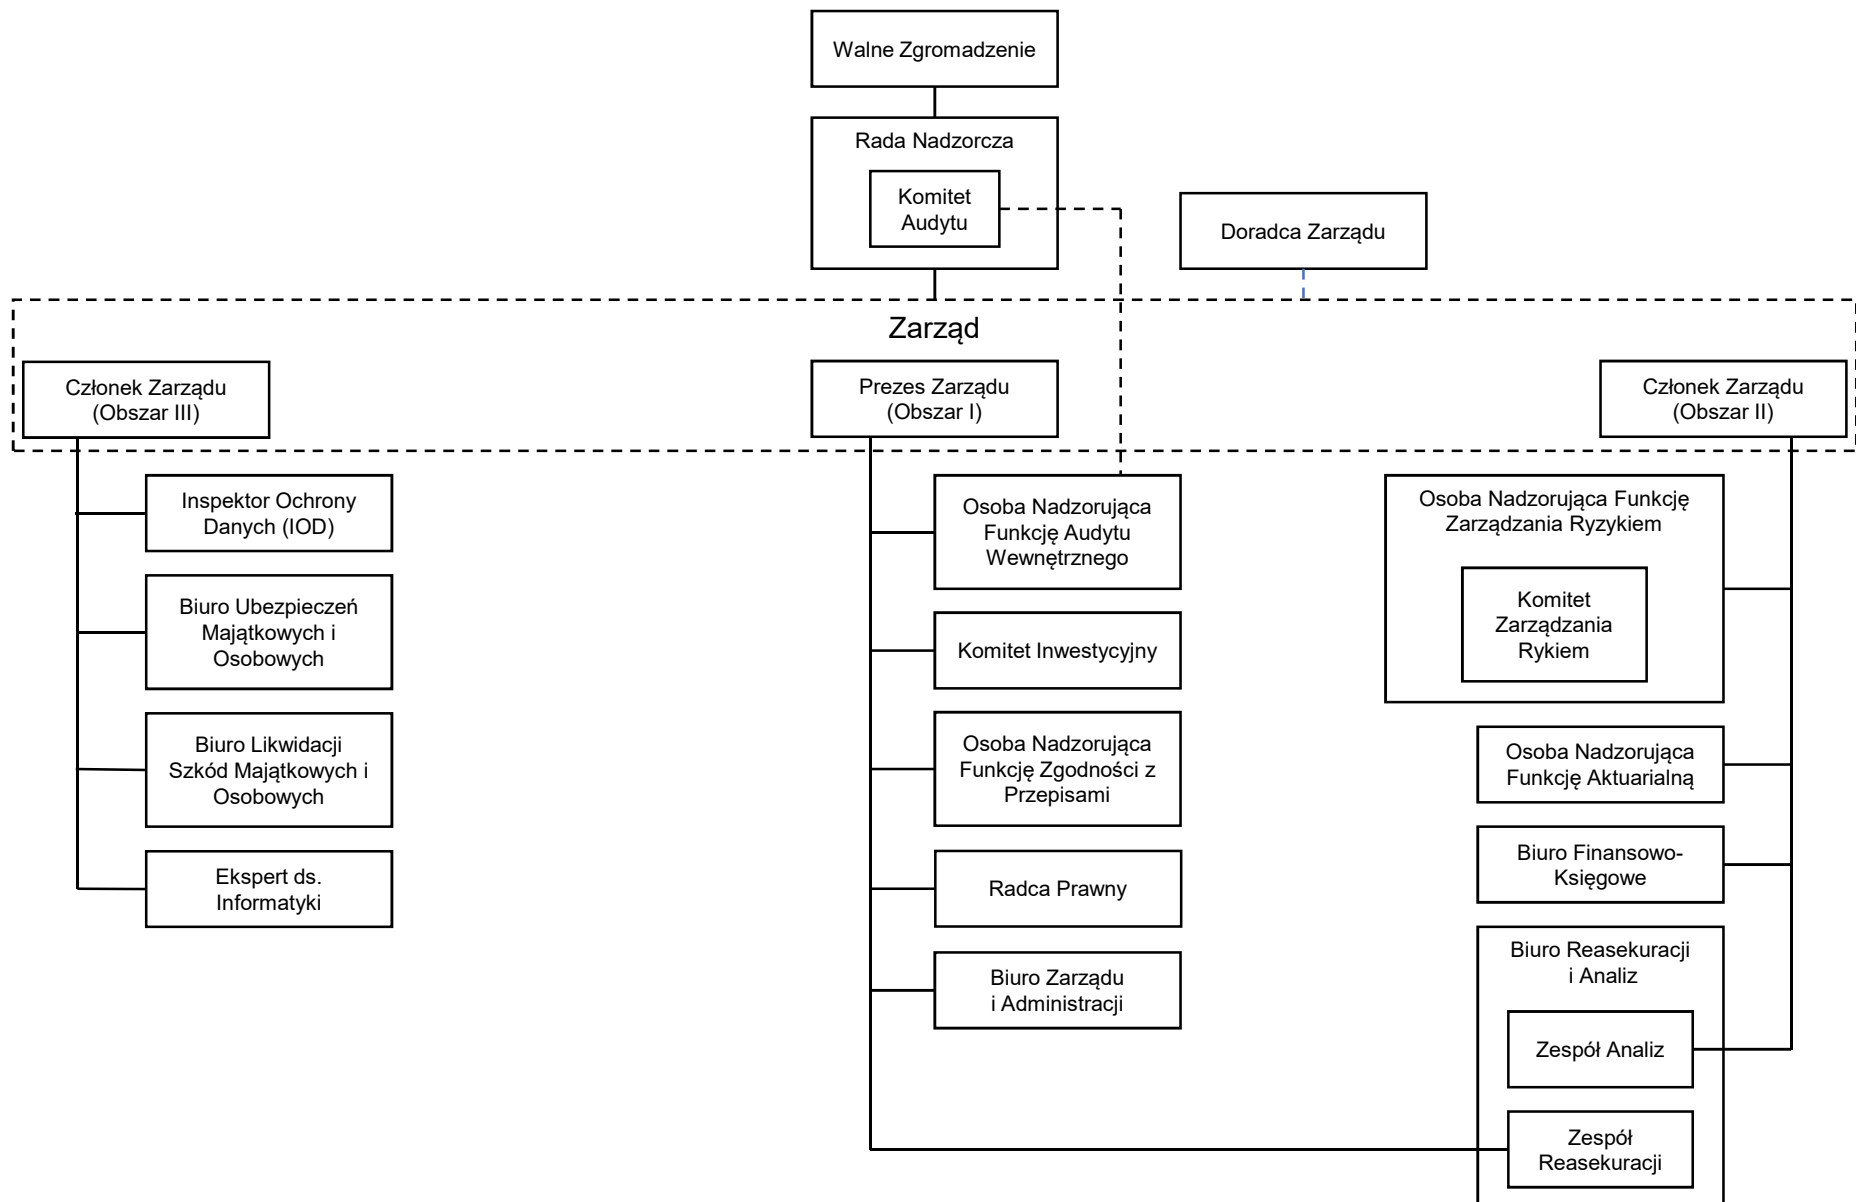 Walne Zgromadzenie
Rada Nadzorcza
Komitet
Audytu
Doradca Zarządu
Zarząd
Członek Zarządu
(Obszar III)
Prezes Zarządu
(Obszar I)
Członek Zarządu
(Obszar II)
Inspektor Ochrony
Danych (IOD)
Biuro Ubezpieczeń
Majątkowych i
Osobowych
Biuro Likwidacji
Szkód Majątkowych i
Osobowych
Ekspert ds.
Informatyki
Osoba Nadzorująca
Funkcję Audytu
Wewnętrznego
Komitet Inwestycyjny
Osoba Nadzorująca
Funkcję Zgodności z
Przepisami
Radca Prawny
Biuro Zarządu
i Administracji
Osoba Nadzorująca Funkcję
Zarządzania Ryzykiem
Komitet
Zarządzania
Rykiem
Osoba Nadzorująca
Funkcję Aktuarialną
Biuro Finansowo-
Księgowe
Biuro Reasekuracji
i Analiz
Zespół Analiz
Zespół
Reasekuracji